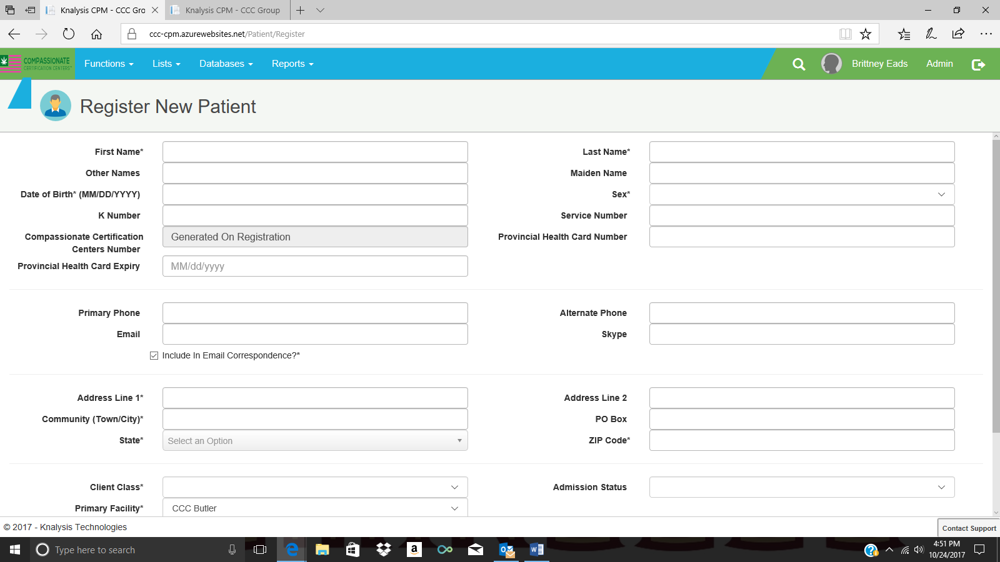 Knalysis CPM - CCC Gro
Knalysis CPM - CCC Group
ccc-cpm.azurewebsites.net/Patient/Register
COMPASSIONATE
CERTIFICATION CENTERS
Functions
Lists
Databases
Reports
Brittney Eads
Admin
Register New Patient
First Name*
Last Name*
Other Names
Maiden Name
Date of Birth* (MM/DD/YYYY)
Sex*
K Number
Service Number
Compassionate Certification
Centers Number
Generated On Registration
Provincial Health Card Number
Provincial Health Card Expiry
MM/dd/yyyy
Primary Phone
Alternate Phone
Email
Skype
Include In Email Correspondence?*
Address Line 1*
Address Line 2
Community (Town/City)*
PO Box
State*
Select an Option
ZIP Code*
Client Class*
Admission Status
Primary Facility*
CCC Butler
© 2017 - Knalysis Technologies
Contact Support
Type here to search
4:51 PM
10/24/2017